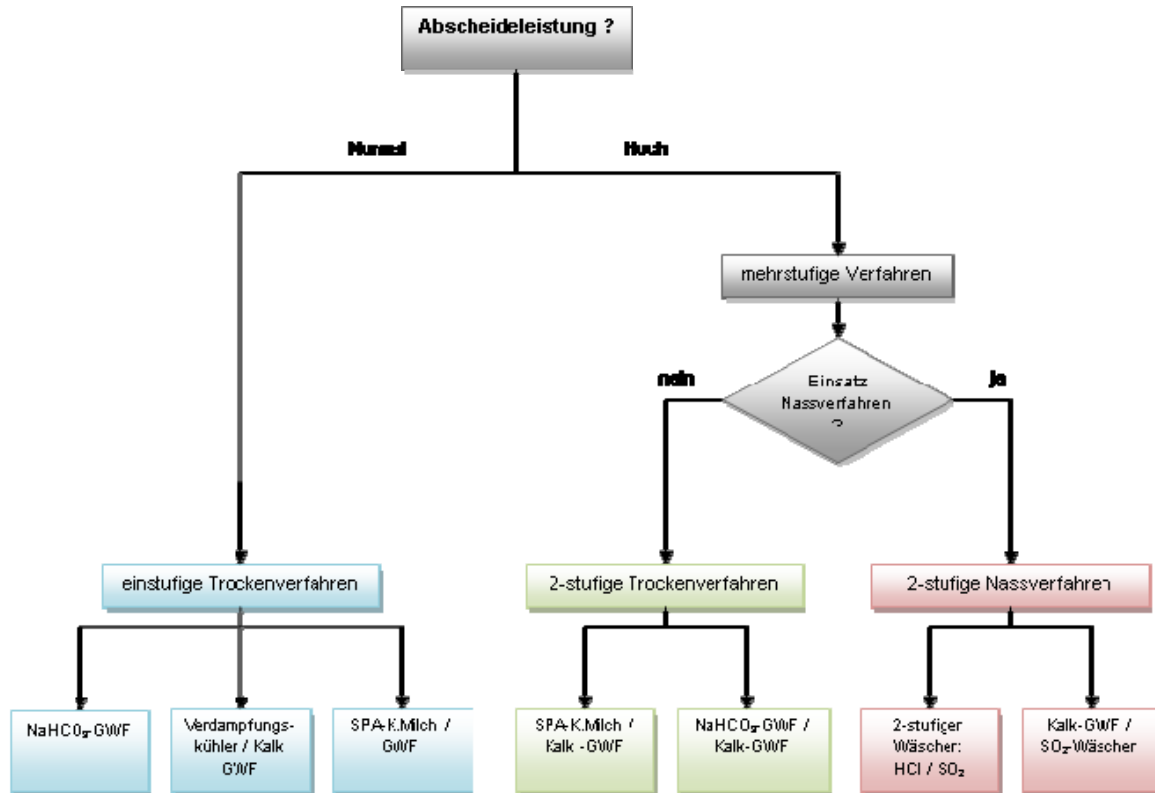 Abscheideleistung ?
Normal
Hoch
mehrstufige Verfahren
nein
Einsatz
Nassverfahren
?
ja
einstufige Trockenverfahren
2-stufige Trockenverfahren
2-stufige Nassverfahren
NaHCO₃-GWF
Verdampfungs-
kühler / Kalk
GWF
SPA-K.Milch /
GWF
SPA-K.Milch /
Kalk -GWF
NaHCO₃-GWF /
Kalk-GWF
2-stufiger
Wäscher:
HCl / SO₂
Kalk-GWF /
SO₂-Wäscher